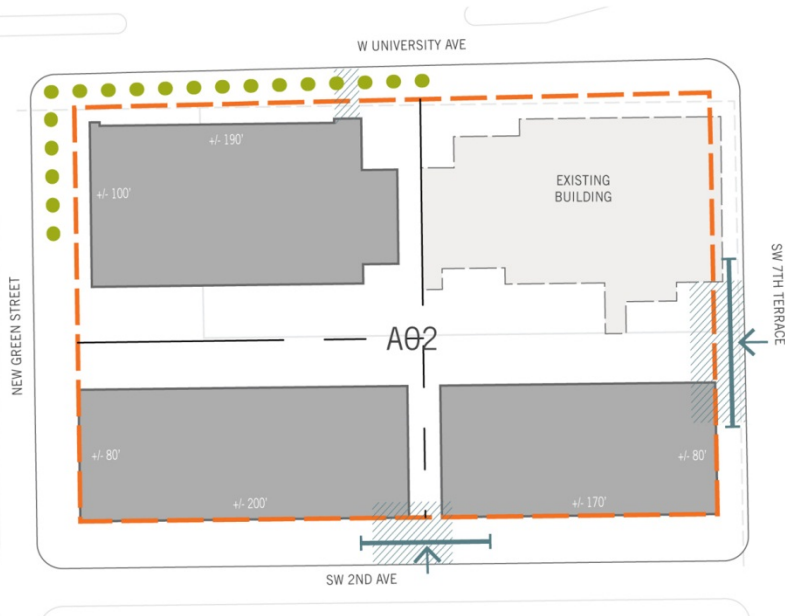 W UNIVERSITY AVE
+/- 190'
+/- 100'
EXISTING
BUILDING
NEW GREEN STREET
SW 7TH TERRACE
A02
+/- 80'
+/- 200'
+/- 80'
+/- 170'
SW 2ND AVE